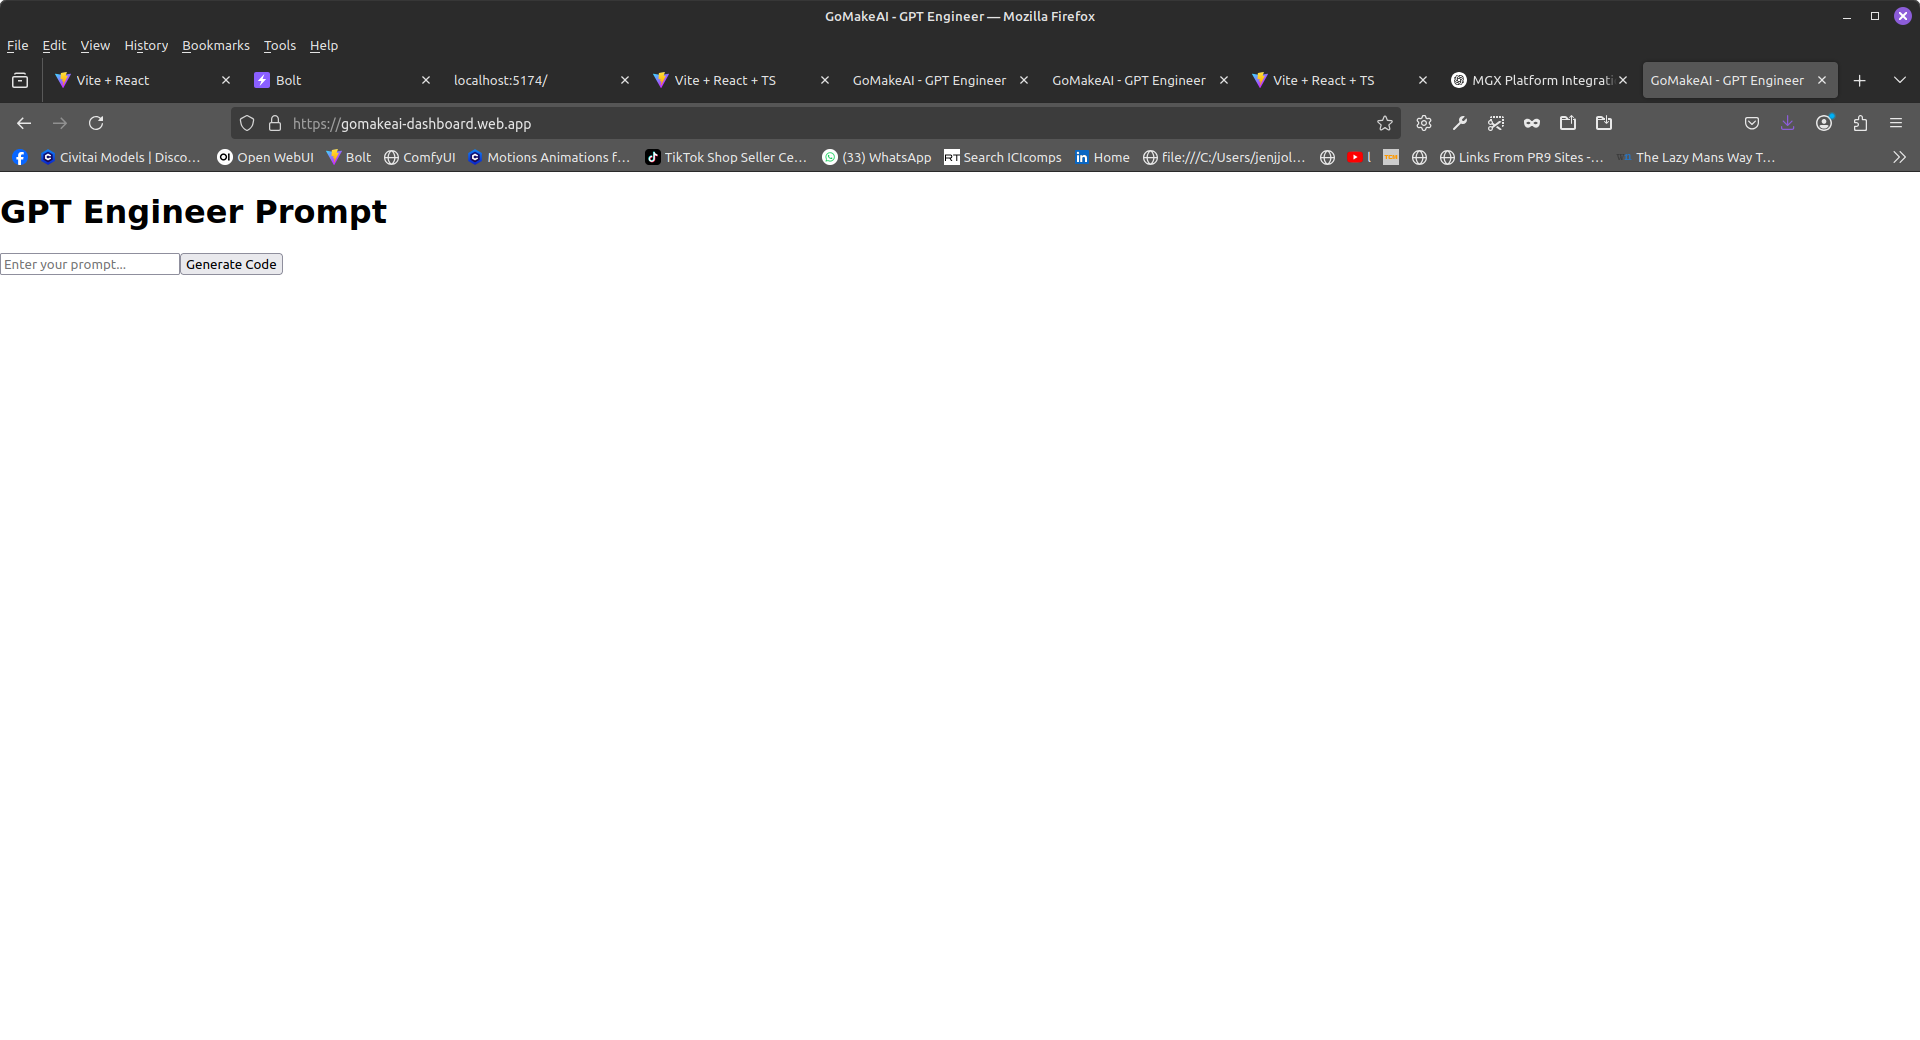 GoMakeAI - GPT Engineer — Mozilla Firefox
File Edit View History Bookmarks Tools Help
Vite + React Bolt localhost:5174/ Vite + React + TS GoMakeAI - GPT Engineer GoMakeAI - GPT Engineer Vite + React + TS MGX Platform Integrati GoMakeAI - GPT Engineer
https://gomakeai-dashboard.web.app
Civitai Models | Disco… Open WebUI Bolt ComfyUI Motions Animations f… TikTok Shop Seller Ce… (33) WhatsApp RT Search ICIcomps in Home file:///C:/Users/jenjjol… l Links From PR9 Sites -… The Lazy Mans Way T…
GPT Engineer Prompt
Enter your prompt... Generate Code